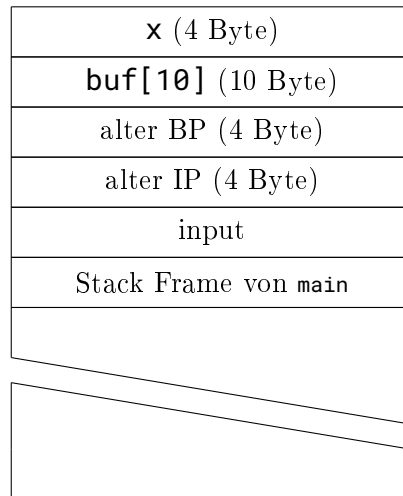 x (4 Byte)
buf[10] (10 Byte)
alter BP (4 Byte)
alter IP (4 Byte)
input
Stack Frame von main